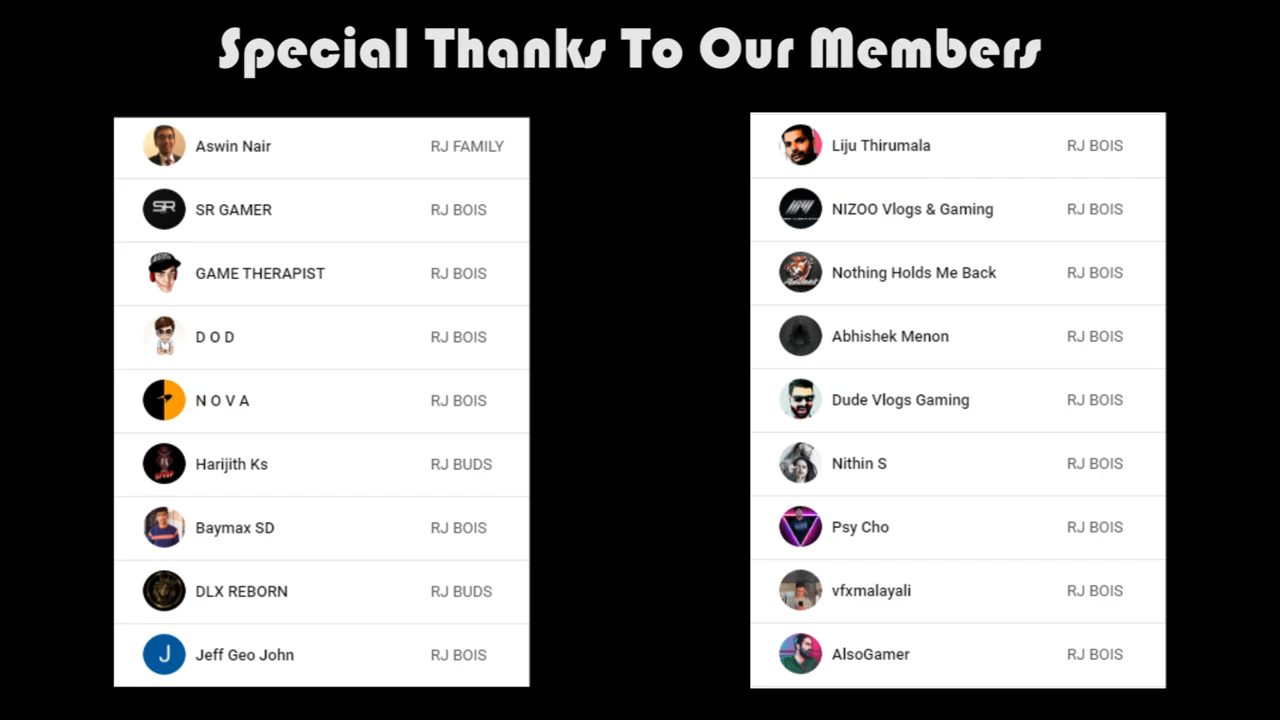 Special Thanks To Our Members
Aswin Nair RJ FAMILY
SR GAMER RJ BOIS
GAME THERAPIST RJ BOIS
D O D RJ BOIS
N O V A RJ BOIS
Harijith Ks RJ BUDS
Baymax SD RJ BOIS
DLX REBORN RJ BUDS
J Jeff Geo John RJ BOIS
Liju Thirumala RJ BOIS
NIZOO Vlogs & Gaming RJ BOIS
Nothing Holds Me Back RJ BOIS
Abhishek Menon RJ BOIS
Dude Vlogs Gaming RJ BOIS
Nithin S RJ BOIS
Psy Cho RJ BOIS
vfxmalayali RJ BOIS
AlsoGamer RJ BOIS